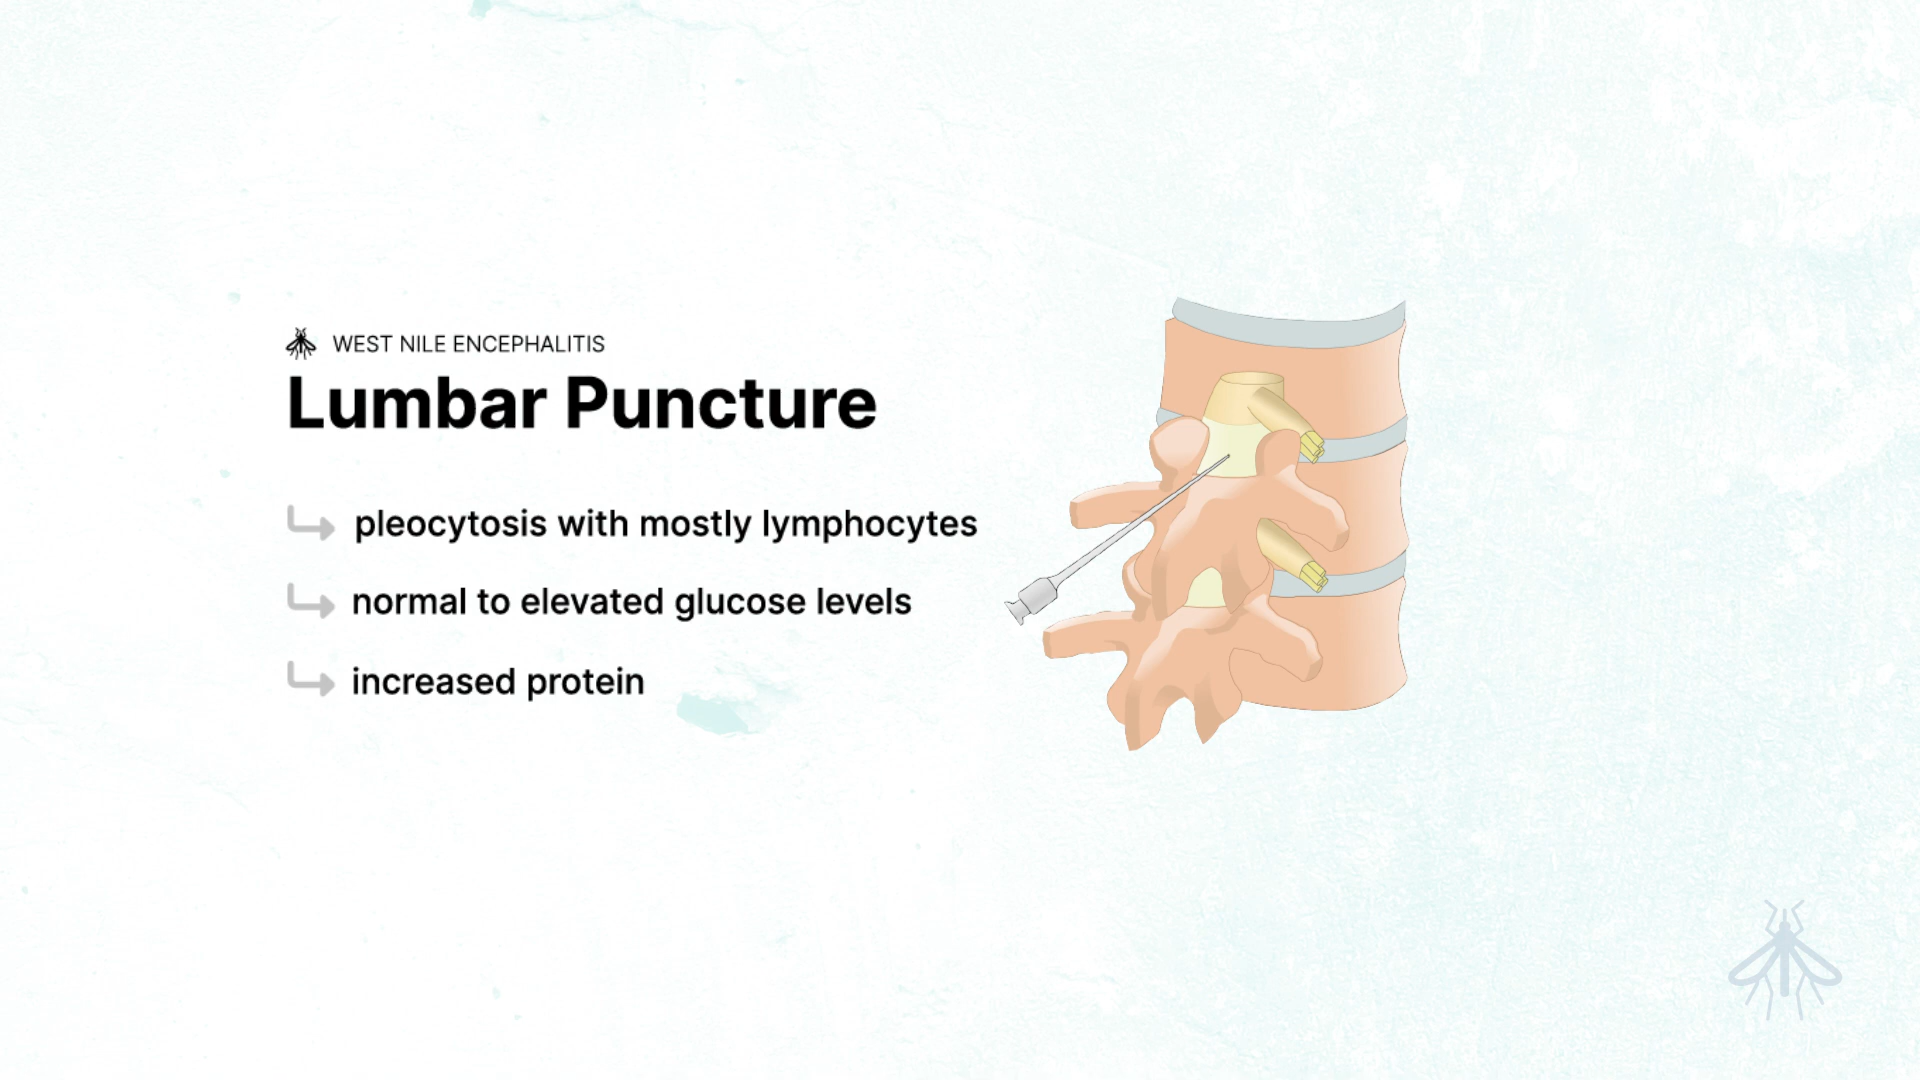 WEST NILE ENCEPHALITIS
Lumbar Puncture
pleocytosis with mostly lymphocytes
normal to elevated glucose levels
increased protein